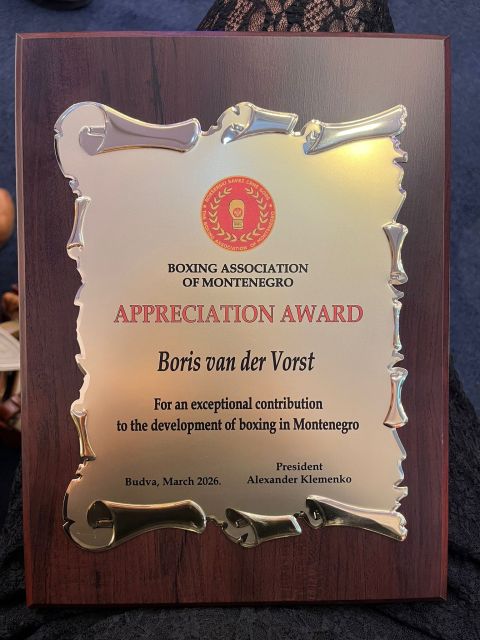 BOXING ASSOCIATION
OF MONTENEGRO
APPRECIATION AWARD
Boris van der Vorst
For an exceptional contribution
to the development of boxing in Montenegro
President
Budva, March 2026. Alexander Klemenko